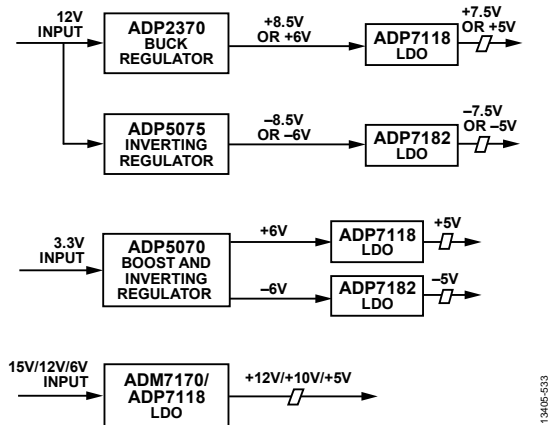 12V
INPUT
ADP2370
BUCK
REGULATOR
+8.5V
OR +6V
ADP7118
LDO
+7.5V
OR +5V
ADP5075
INVERTING
REGULATOR
–8.5V
OR –6V
ADP7182
LDO
–7.5V
OR –5V
3.3V
INPUT
ADP5070
BOOST AND
INVERTING
REGULATOR
+6V
ADP7118
LDO
+5V
–6V
ADP7182
LDO
–5V
15V/12V/6V
INPUT
ADM7170/
ADP7118
LDO
+12V/+10V/+5V
13405-533